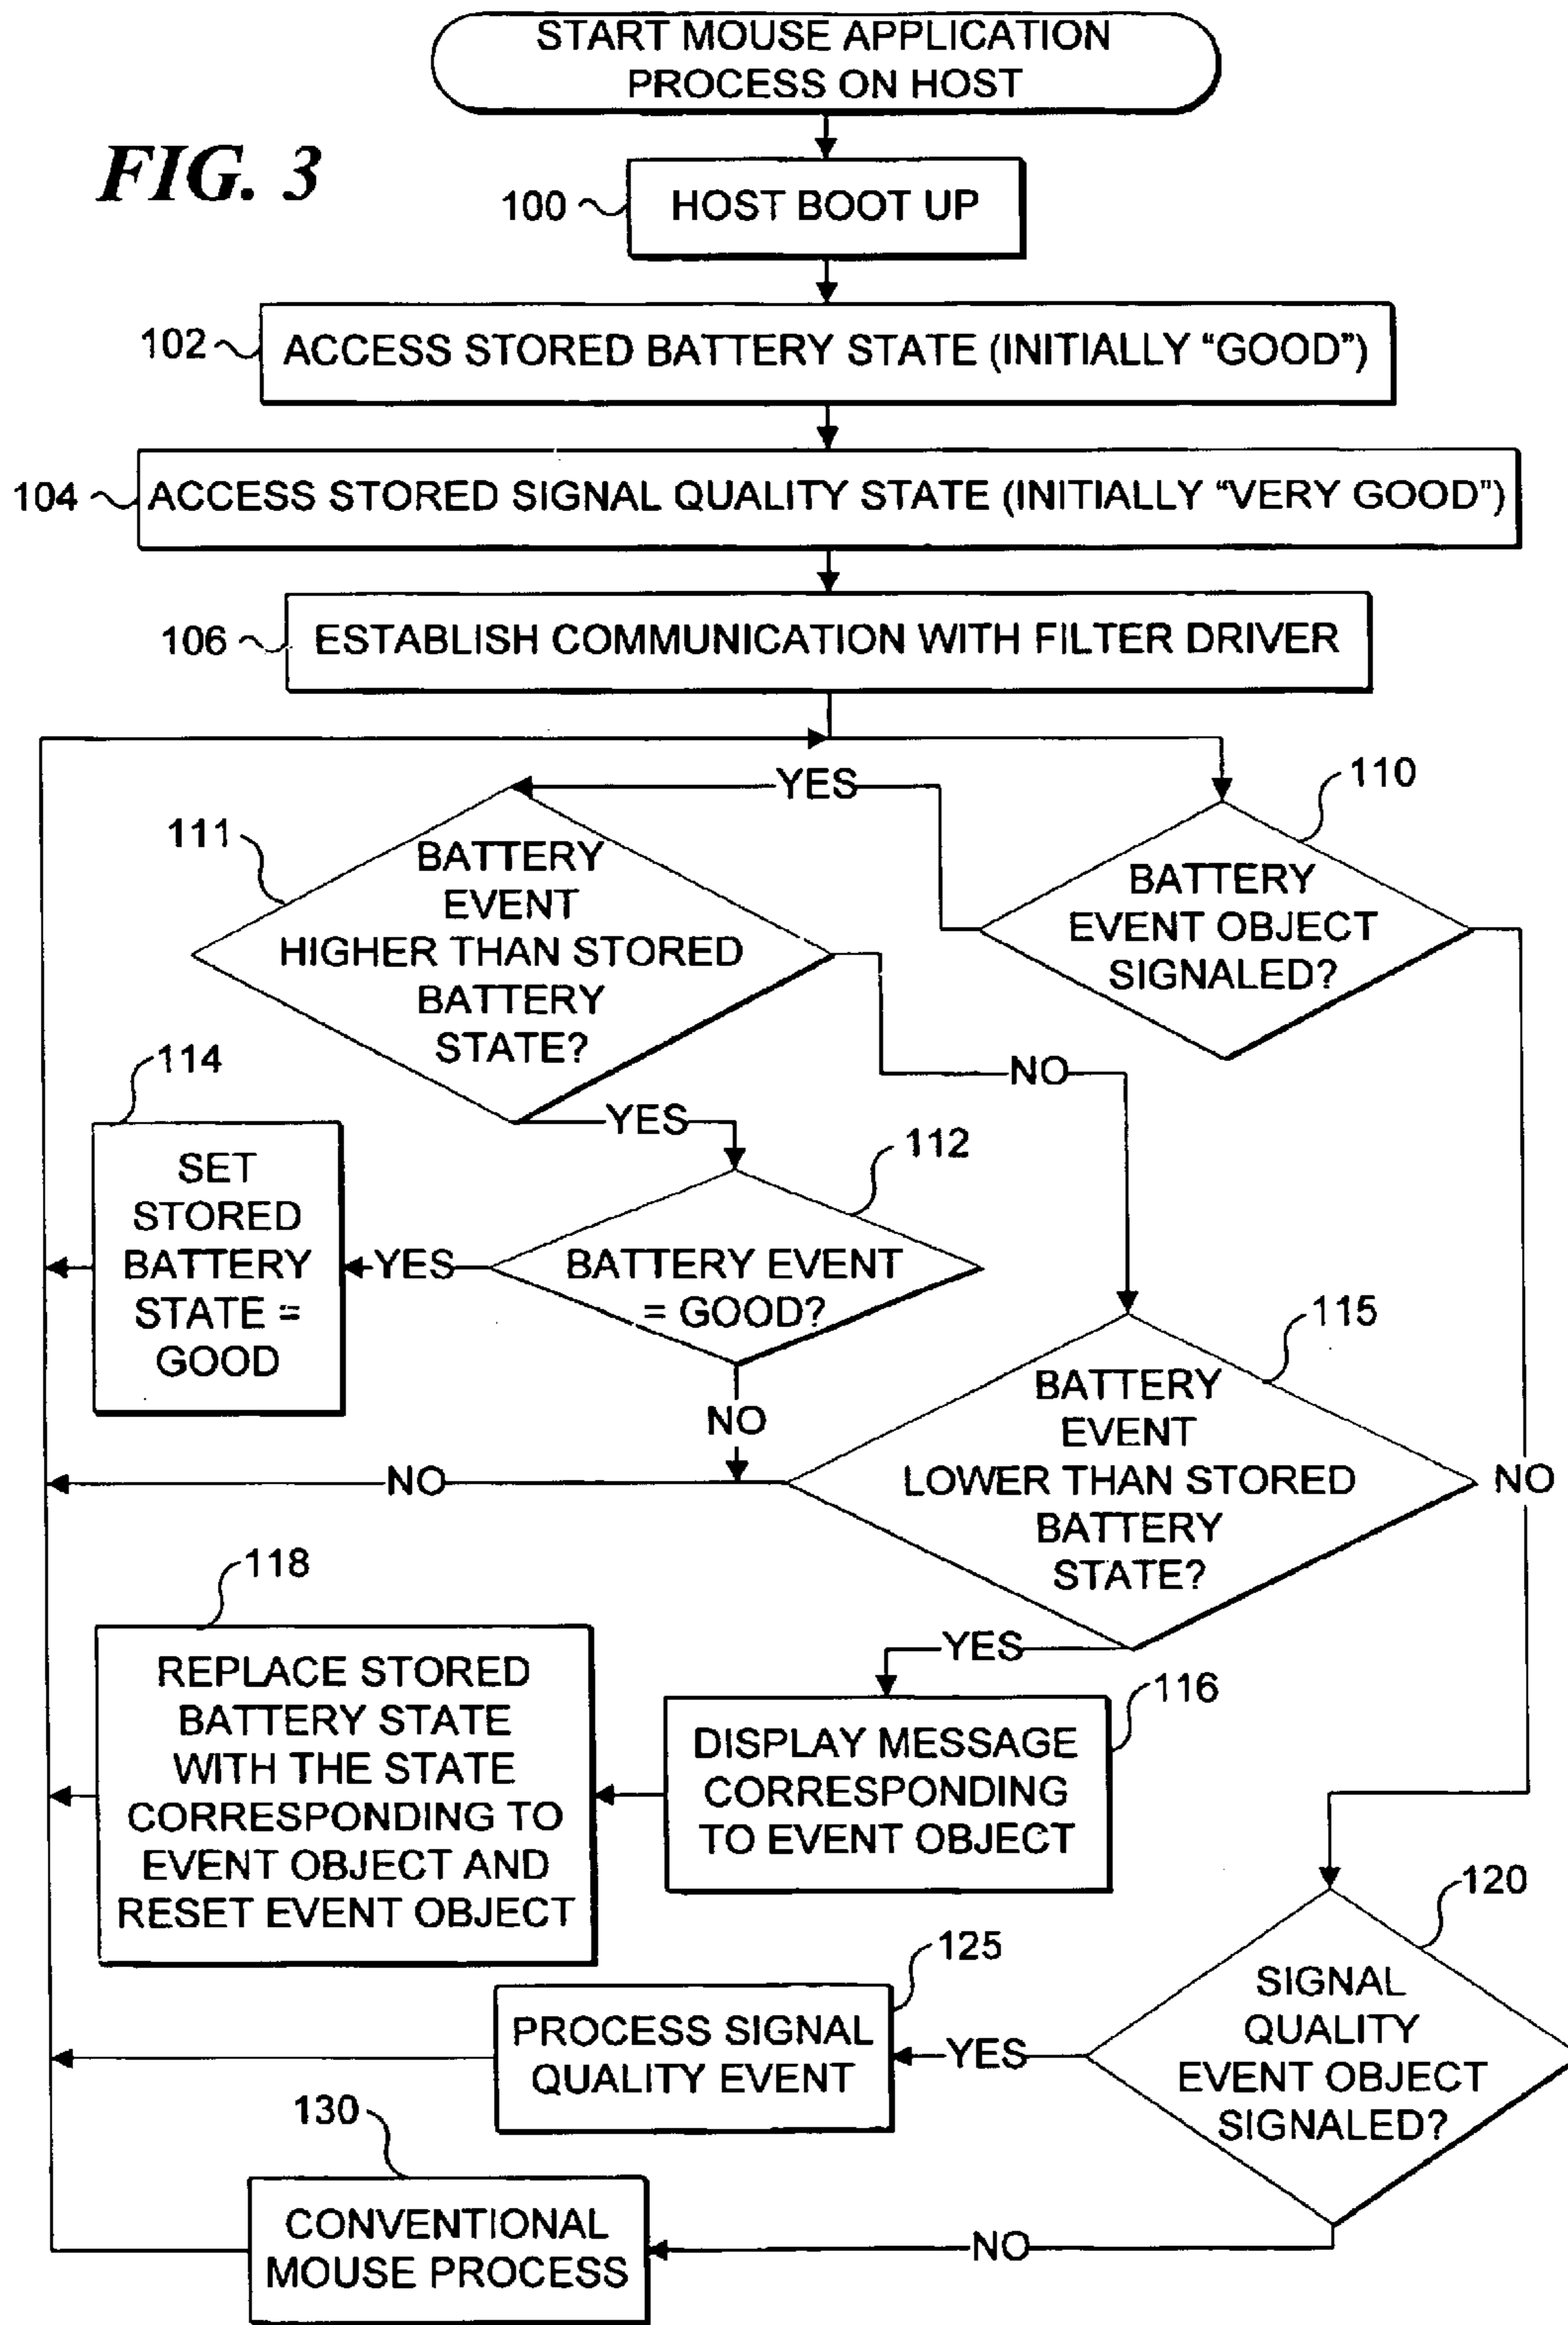 START MOUSE APPLICATION
PROCESS ON HOST
FIG. 3
100
HOST BOOT UP
102
ACCESS STORED BATTERY STATE (INITIALLY “GOOD”)
104
ACCESS STORED SIGNAL QUALITY STATE (INITIALLY “VERY GOOD”)
106
ESTABLISH COMMUNICATION WITH FILTER DRIVER
YES
110
111
BATTERY
EVENT
HIGHER THAN STORED
BATTERY
STATE?
BATTERY
EVENT OBJECT
SIGNALED?
NO
114
YES
112
SET
STORED
BATTERY
STATE =
GOOD
YES
BATTERY EVENT
= GOOD?
115
NO
BATTERY
EVENT
LOWER THAN STORED
BATTERY
STATE?
NO
NO
118
YES
116
REPLACE STORED
BATTERY STATE
WITH THE STATE
CORRESPONDING TO
EVENT OBJECT AND
RESET EVENT OBJECT
DISPLAY MESSAGE
CORRESPONDING
TO EVENT OBJECT
120
125
PROCESS SIGNAL
QUALITY EVENT
YES
SIGNAL
QUALITY
EVENT OBJECT
SIGNALED?
130
CONVENTIONAL
MOUSE PROCESS
NO